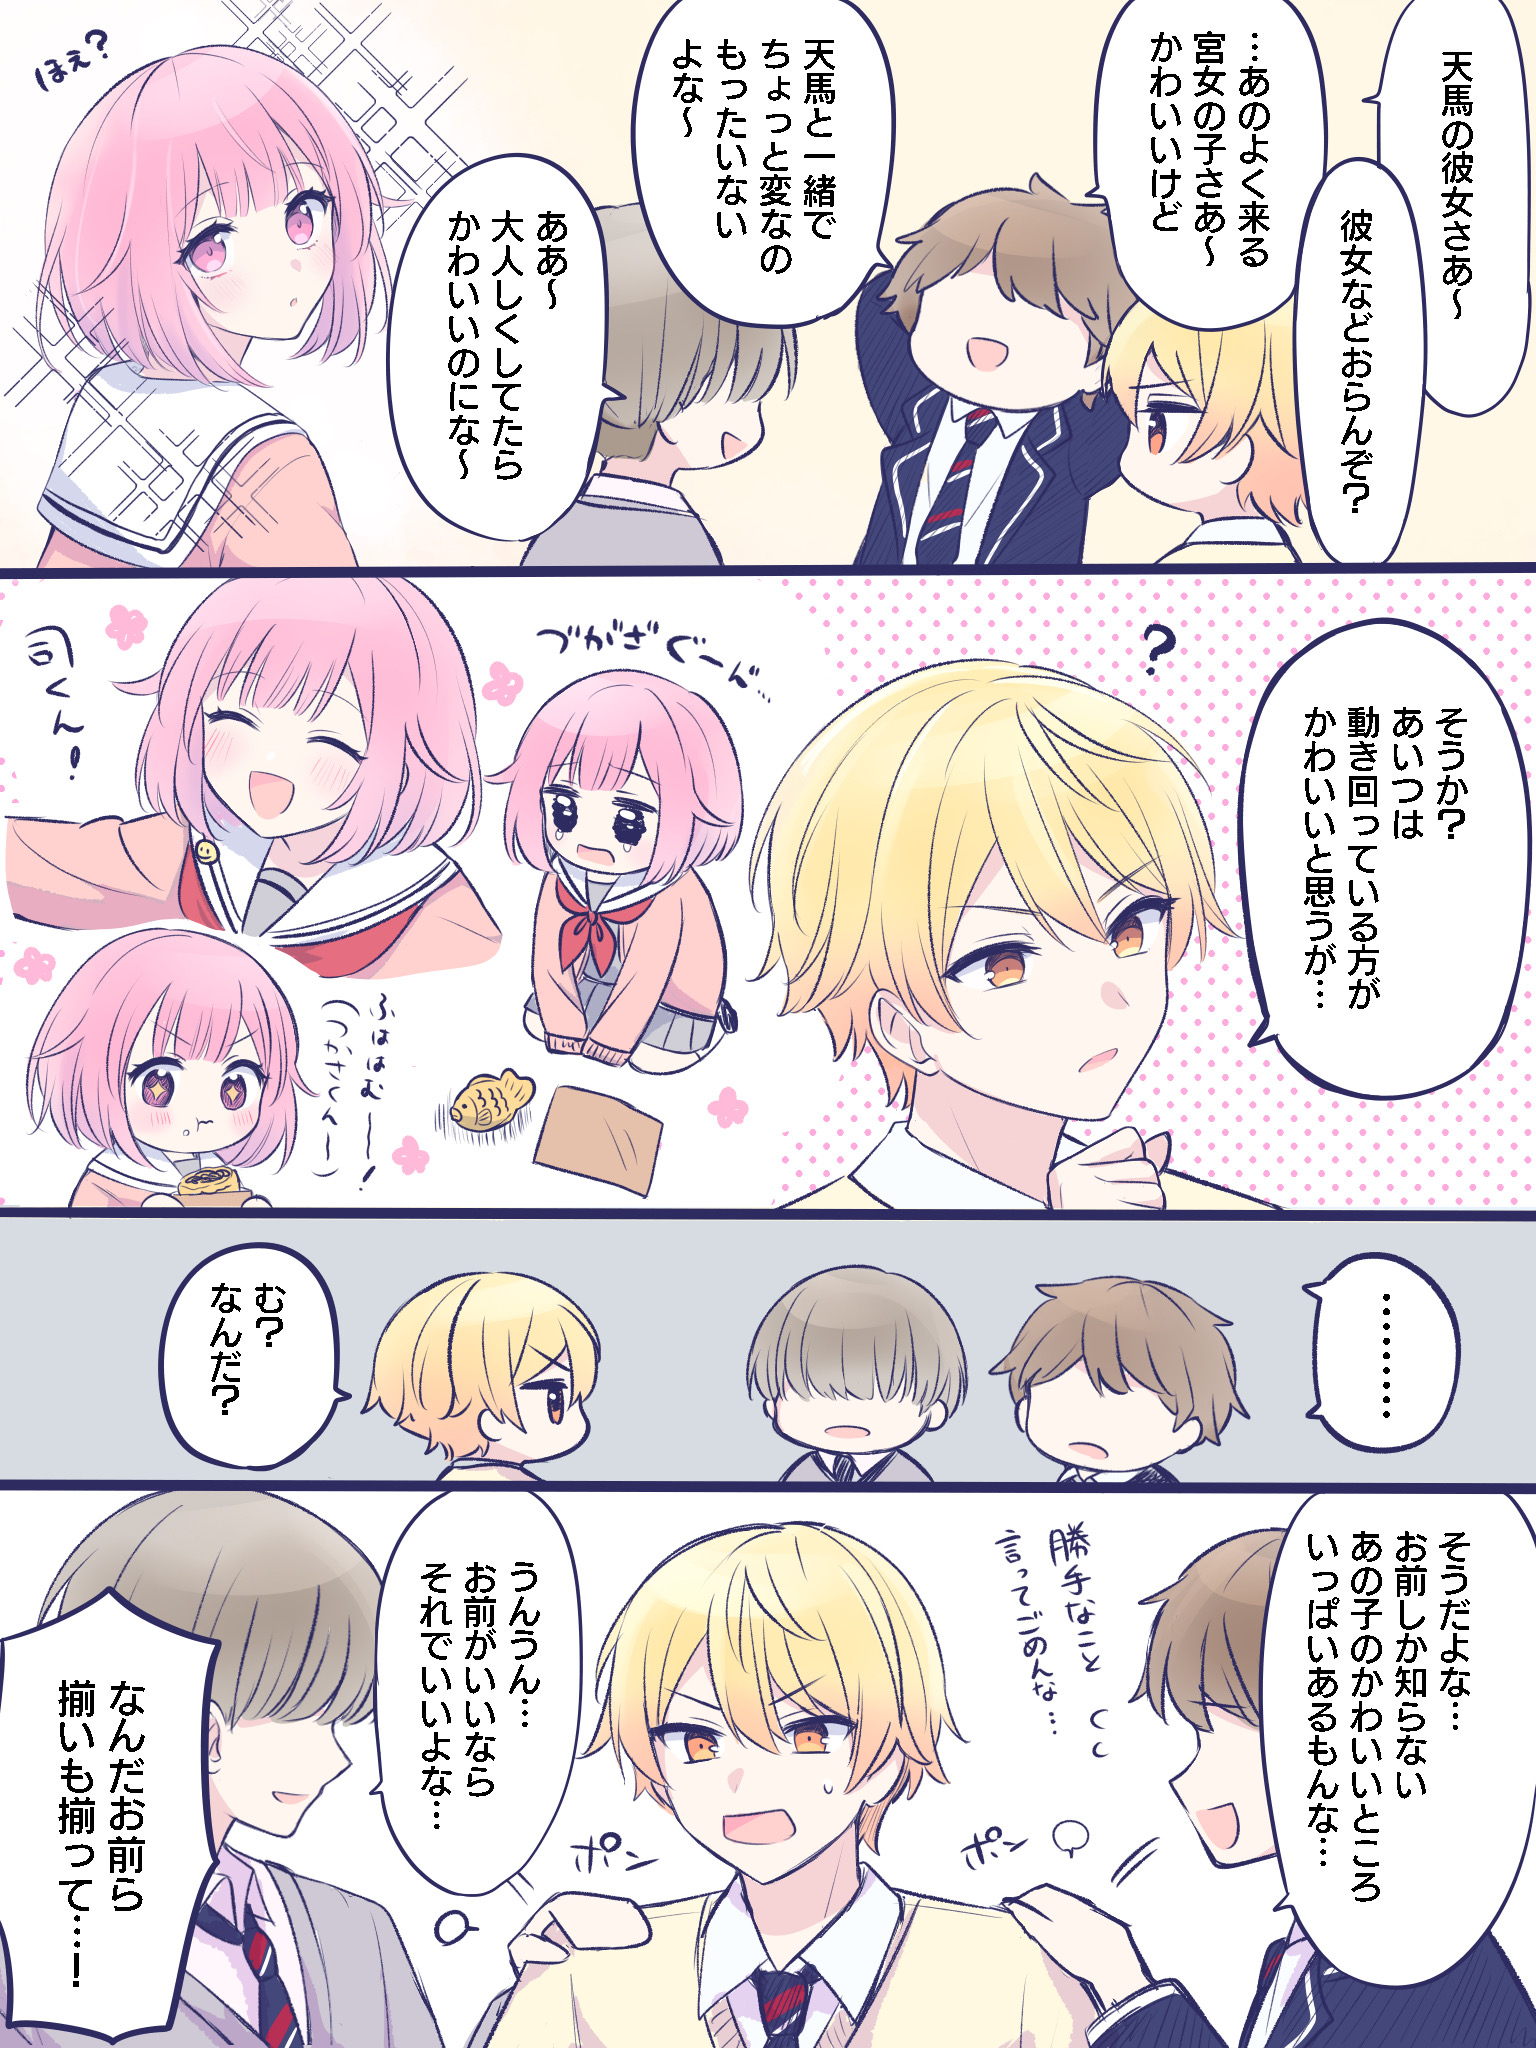 天馬の彼女さあ〜
彼女などおらんぞ?
…あのよく来る
宮女の子さあ〜
かわいいけど
天馬と一緒で
ちょっと変なの
もったいない
よな〜
ああ〜
大人しくしてたら
かわいいのにな〜
ほぇ?
そうか?
あいつは
動き回っている方が
かわいいと思うが…
?
づがざぐーん…
司くん!
ふはほむ〜〜!
(つかさくん〜)
………
む?
なんだ?
そうだよな…
お前しか知らない
あの子のかわいいところ
いっぱいあるもんな…
勝手なこと
言ってごめんな…
ポン
うんうん…
お前がいいなら
それでいいよな…
ポン
なんだお前ら
揃いも揃って…!